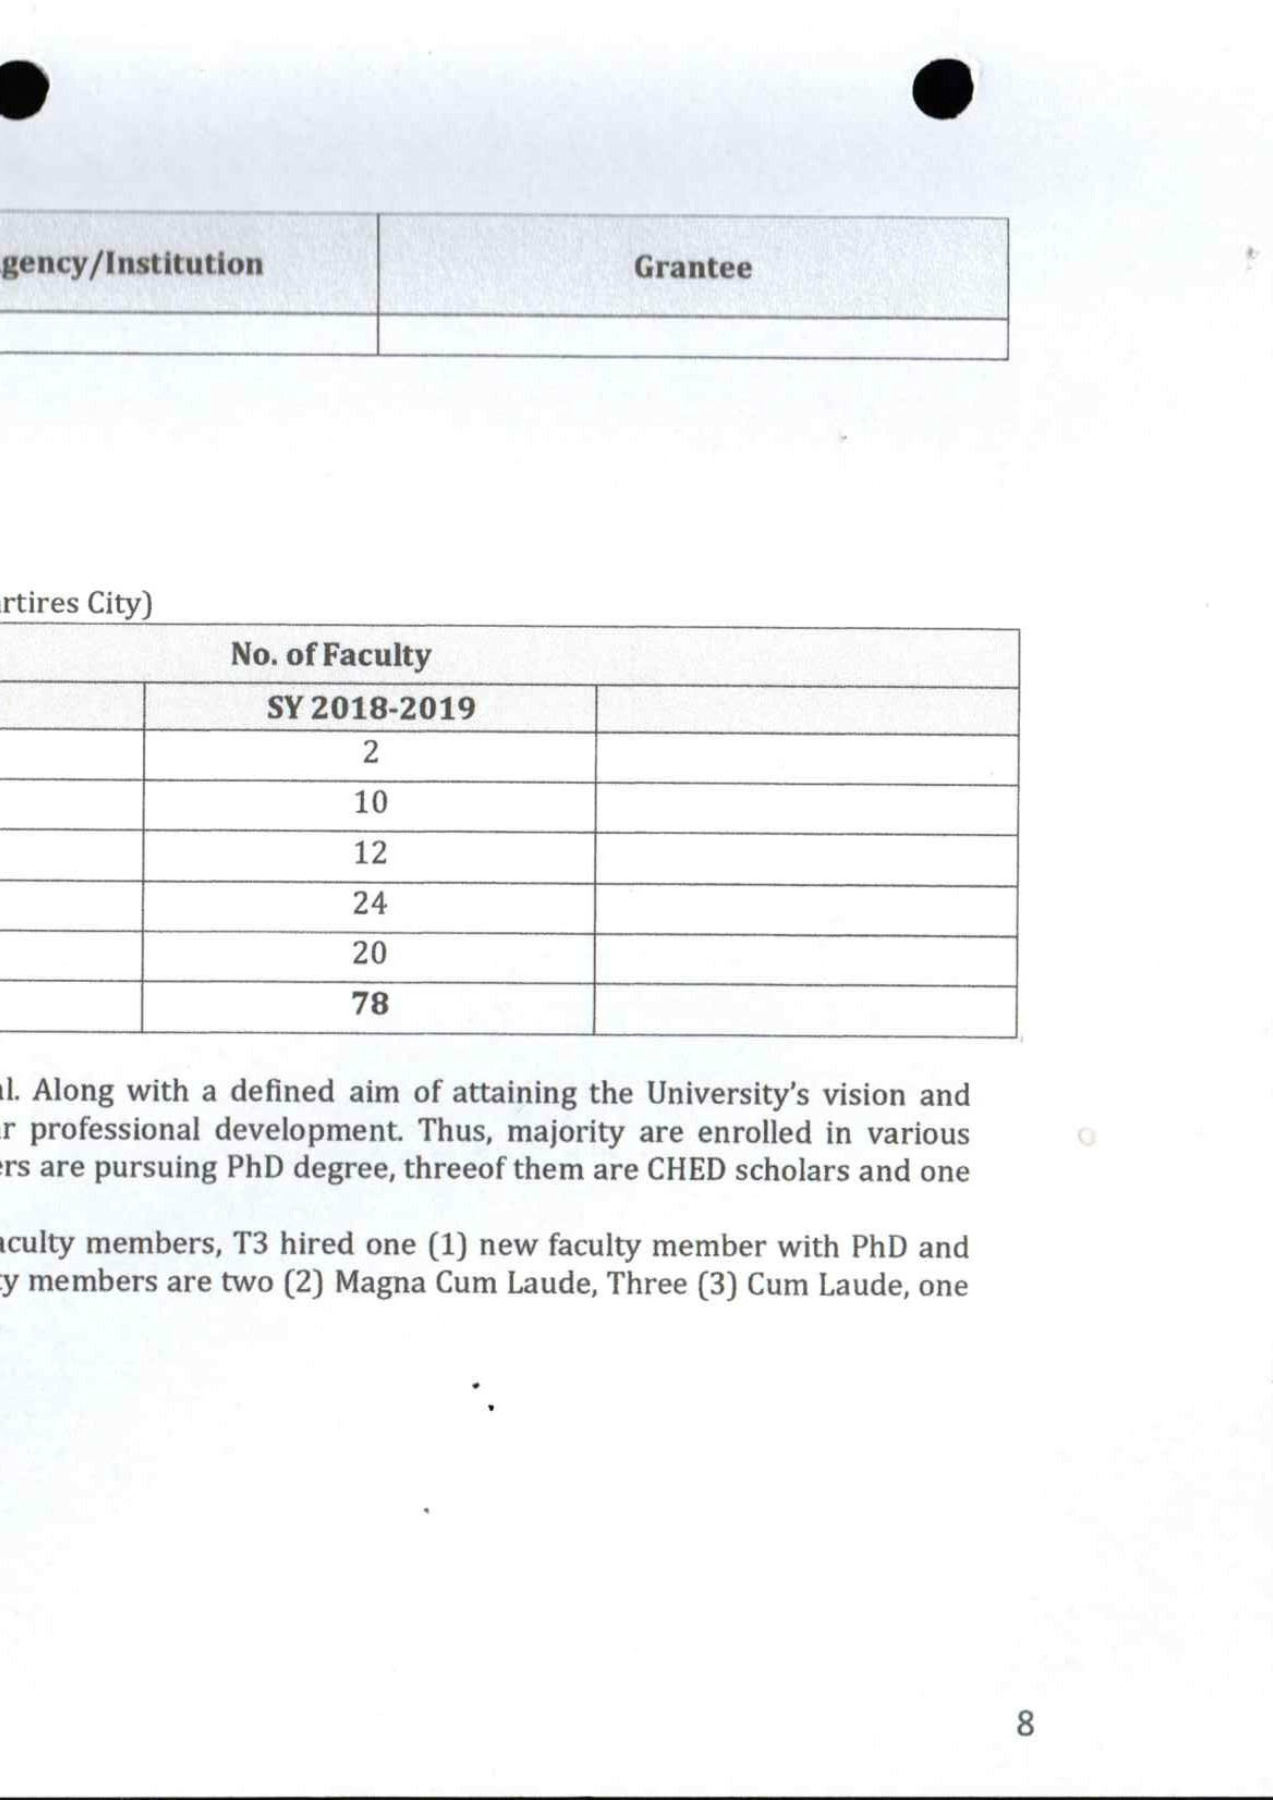 gency/Institution Grantee
rtires City)
No. of Faculty
SY 2018-2019
2
10
12
24
20
78
l. Along with a defined aim of attaining the University's vision and
r professional development. Thus, majority are enrolled in various
ers are pursuing PhD degree, threeof them are CHED scholars and one
aculty members, T3 hired one (1) new faculty member with PhD and
ty members are two (2) Magna Cum Laude, Three (3) Cum Laude, one
8